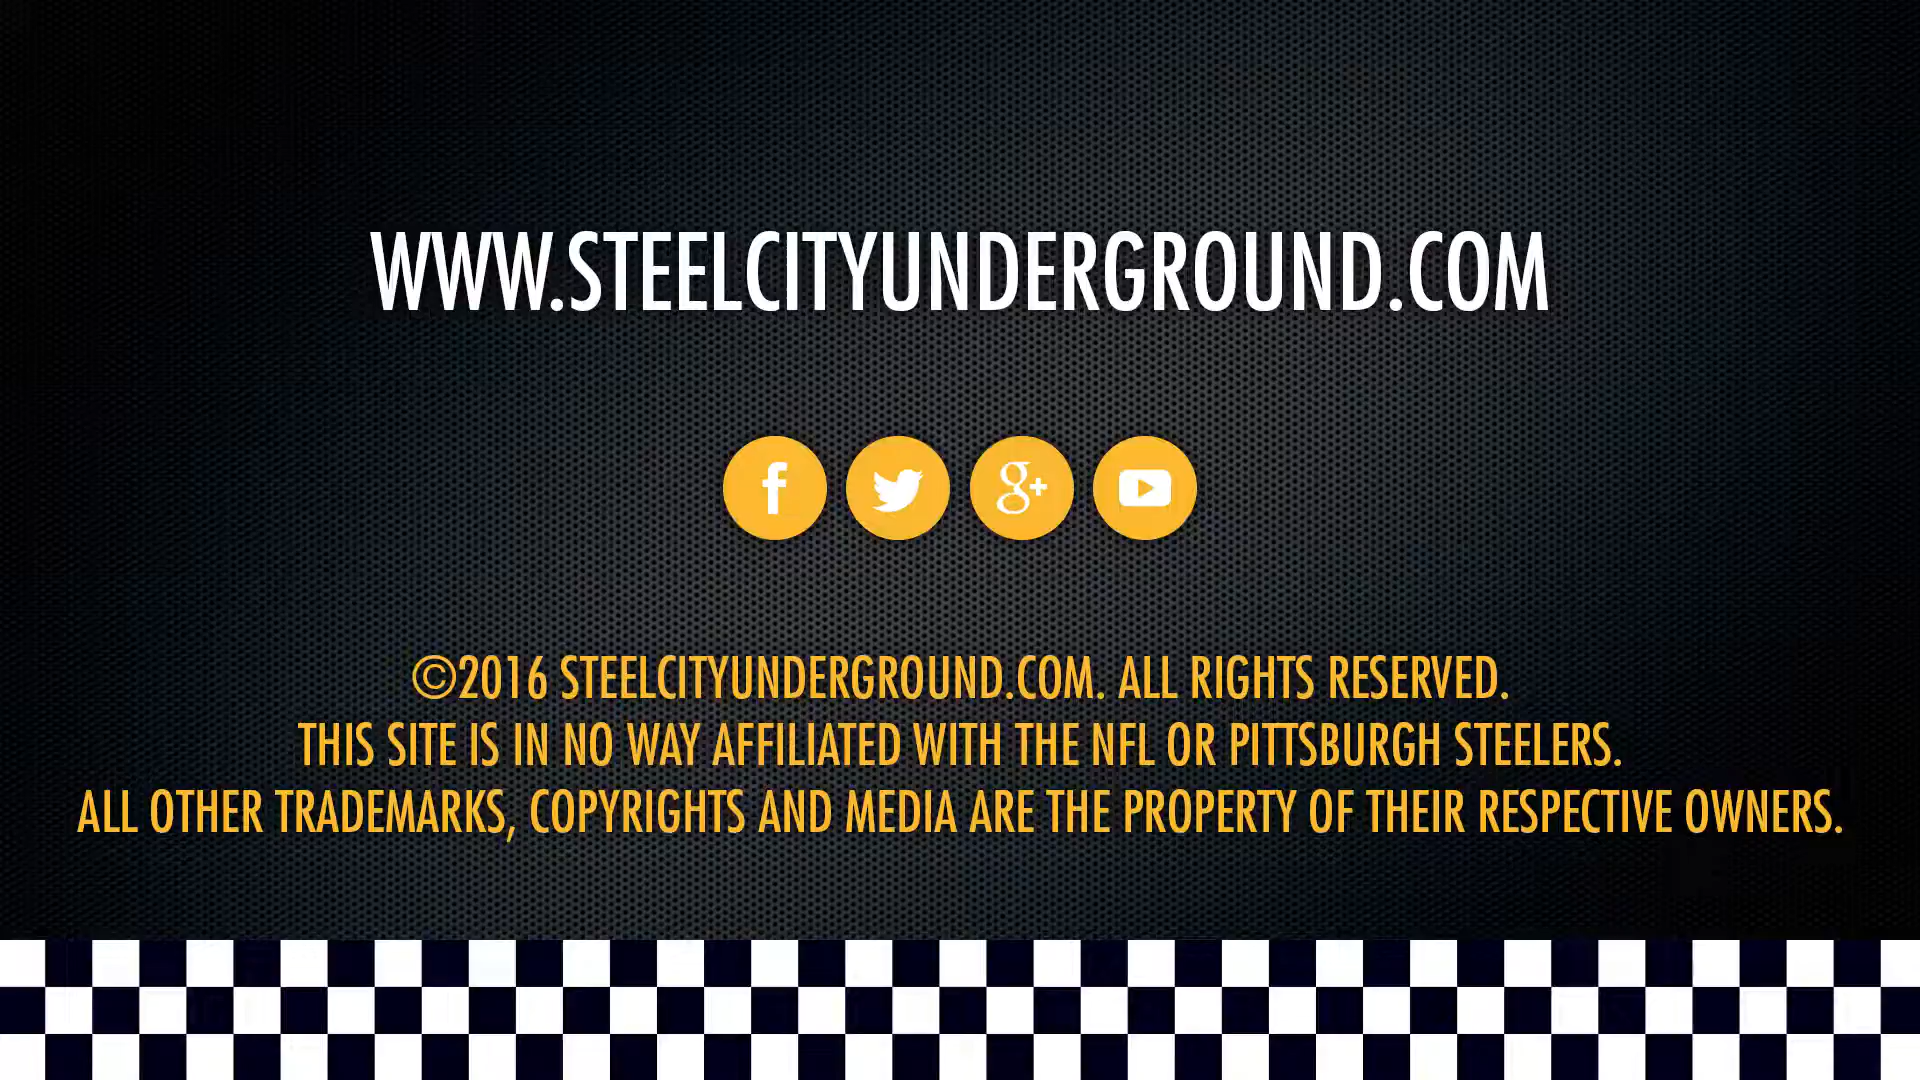 WWW.STEELCITYUNDERGROUND.COM
f
g+
©2016 STEELCITYUNDERGROUND.COM. ALL RIGHTS RESERVED.
THIS SITE IS IN NO WAY AFFILIATED WITH THE NFL OR PITTSBURGH STEELERS.
ALL OTHER TRADEMARKS, COPYRIGHTS AND MEDIA ARE THE PROPERTY OF THEIR RESPECTIVE OWNERS.